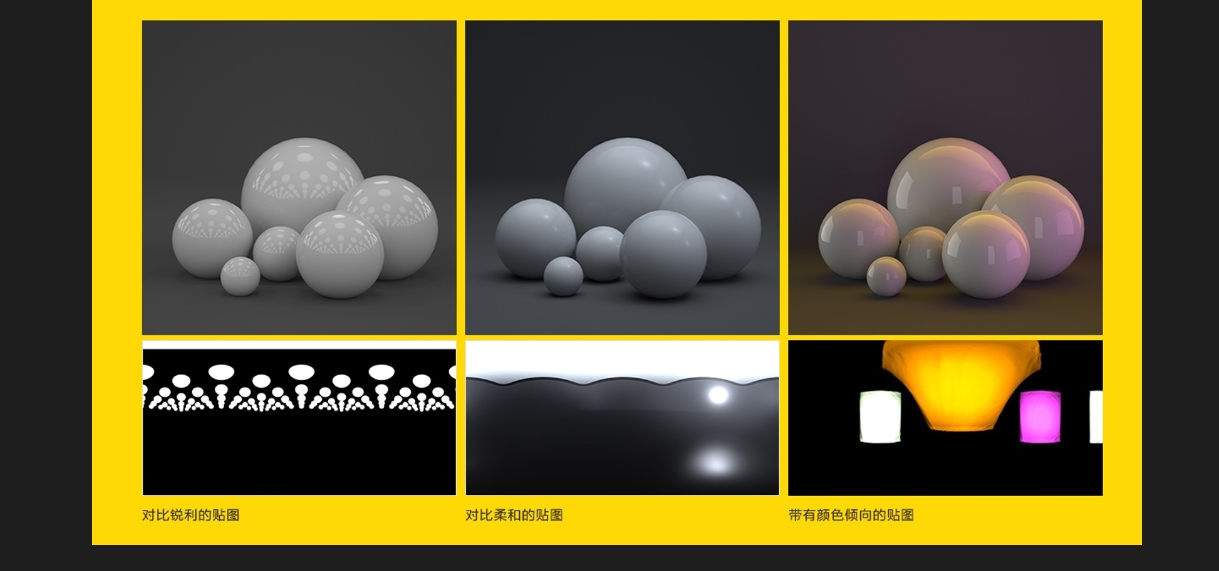 对比锐利的贴图
对比柔和的贴图
带有颜色倾向的贴图